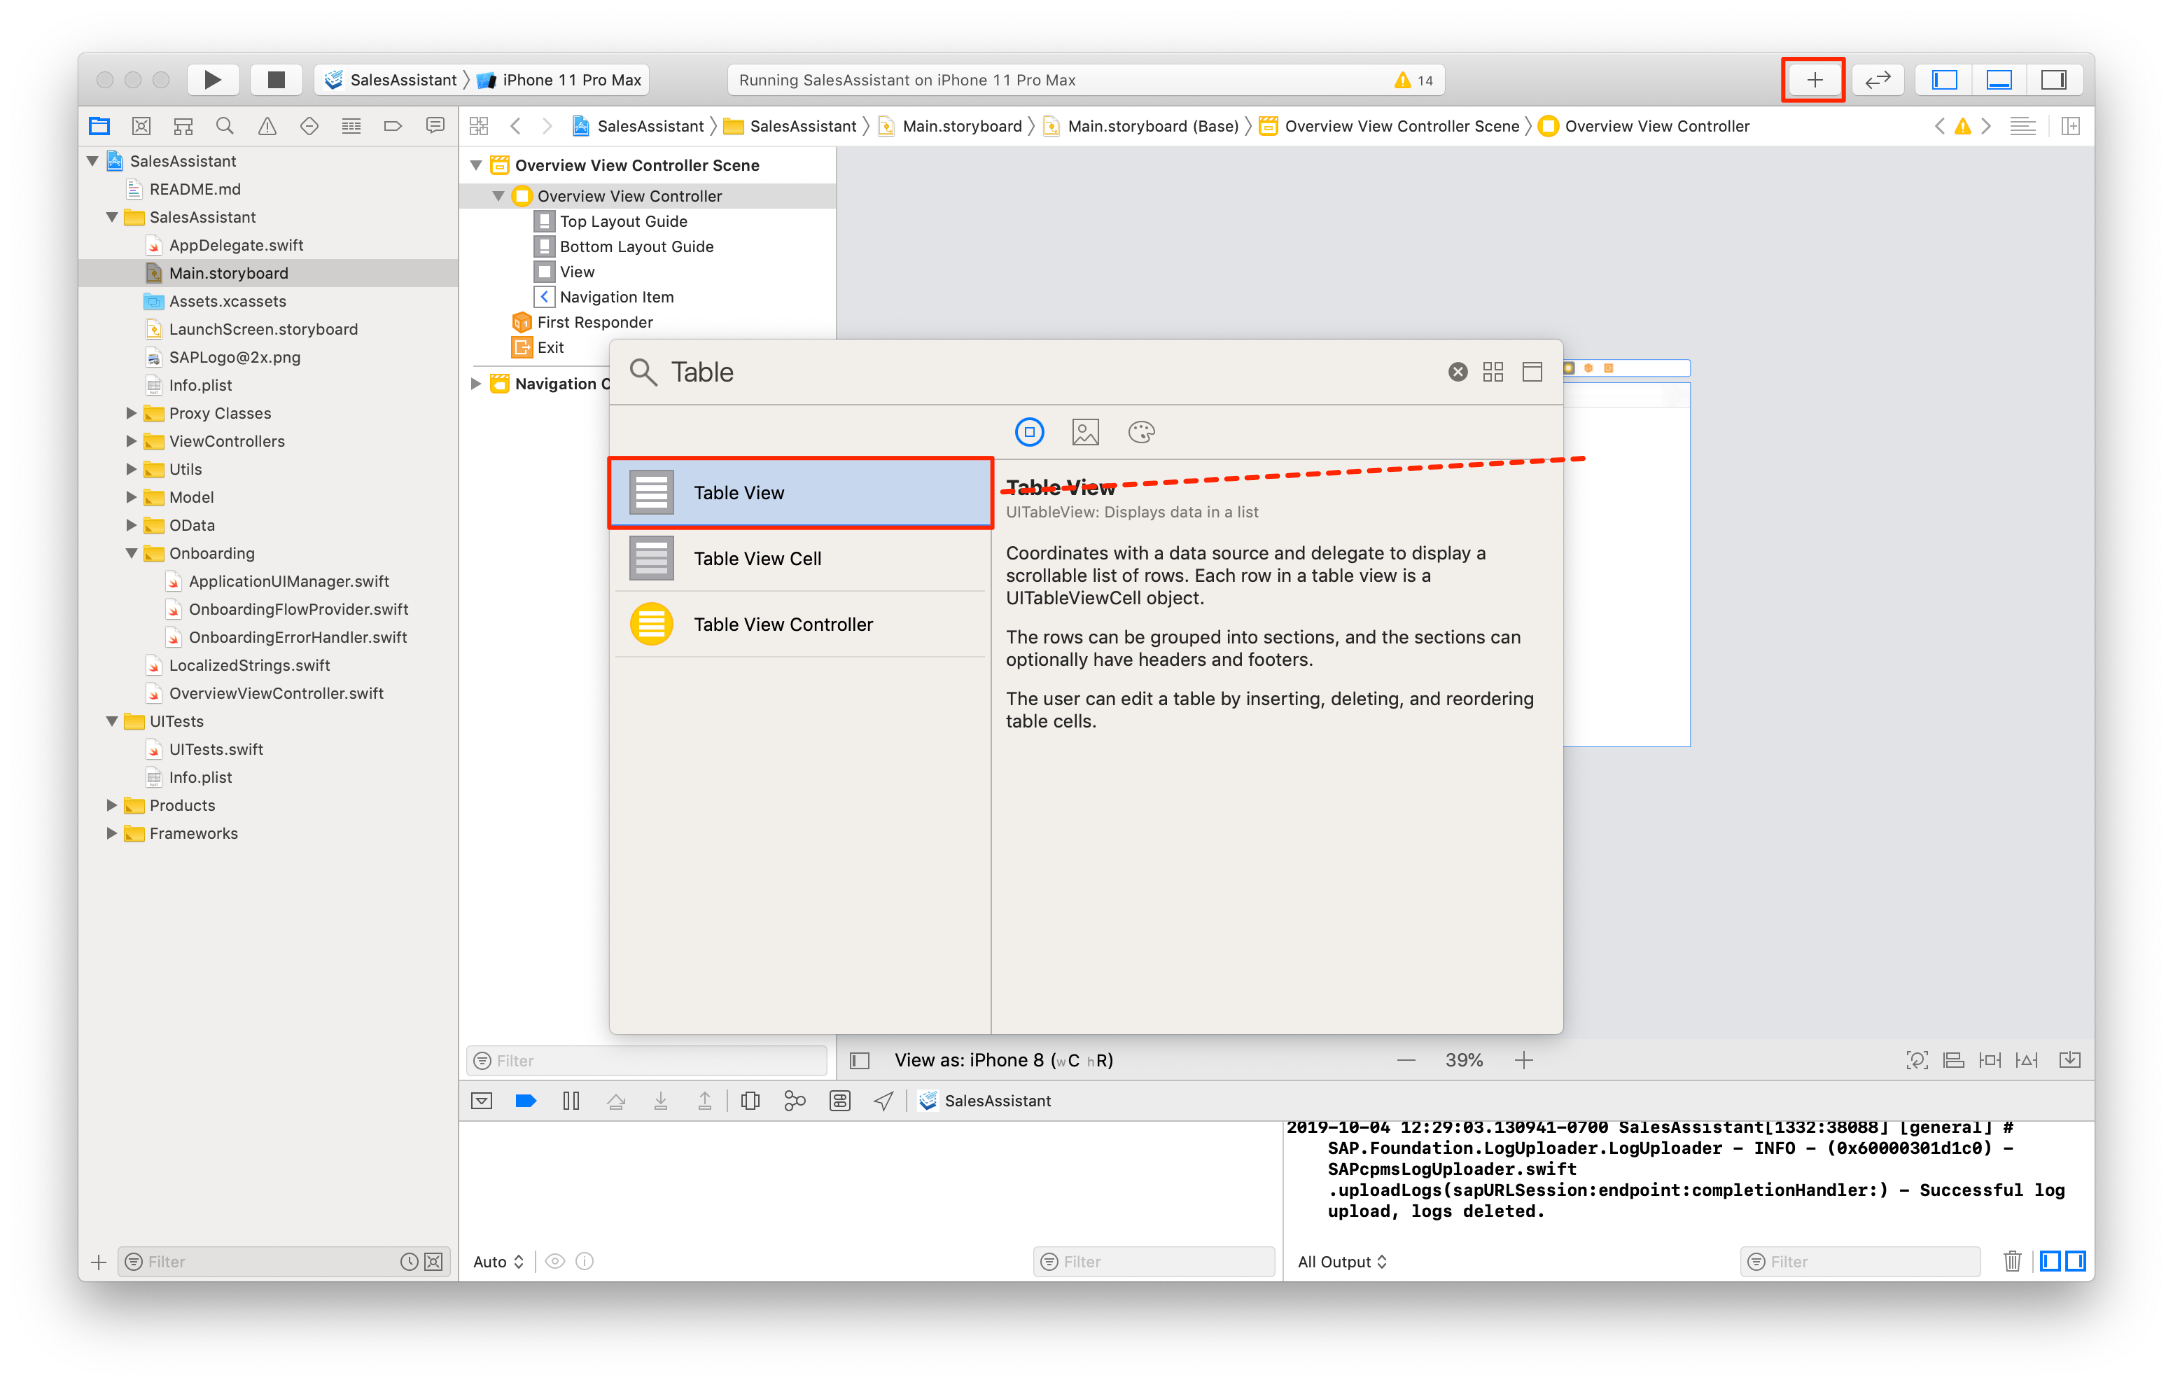 SalesAssistant iPhone 11 Pro Max
Running SalesAssistant on iPhone 11 Pro Max 14
SalesAssistant SalesAssistant Main.storyboard Main.storyboard (Base) Overview View Controller Scene Overview View Controller
SalesAssistant
README.md
SalesAssistant
AppDelegate.swift
Main.storyboard
Assets.xcassets
LaunchScreen.storyboard
SAPLogo@2x.png
Info.plist
Proxy Classes
ViewControllers
Utils
Model
OData
Onboarding
ApplicationUIManager.swift
OnboardingFlowProvider.swift
OnboardingErrorHandler.swift
LocalizedStrings.swift
OverviewViewController.swift
UITests
UITests.swift
Info.plist
Products
Frameworks
Filter
Overview View Controller Scene
Overview View Controller
Top Layout Guide
Bottom Layout Guide
View
Navigation Item
First Responder
Exit
Navigation C
Filter
Table
Table View
Table View Cell
Table View Controller
Table View
UITableView: Displays data in a list
Coordinates with a data source and delegate to display a
scrollable list of rows. Each row in a table view is a
UITableViewCell object.
The rows can be grouped into sections, and the sections can
optionally have headers and footers.
The user can edit a table by inserting, deleting, and reordering
table cells.
View as: iPhone 8 (wC hR)
39%
SalesAssistant
2019-10-04 12:29:03.130941-0700 SalesAssistant[1332:38088] [general] #
SAP.Foundation.LogUploader.LogUploader - INFO - (0x60000301d1c0) -
SAPcpmsLogUploader.swift
.uploadLogs(sapURLSession:endpoint:completionHandler:) - Successful log
upload, logs deleted.
Auto
Filter
All Output
Filter